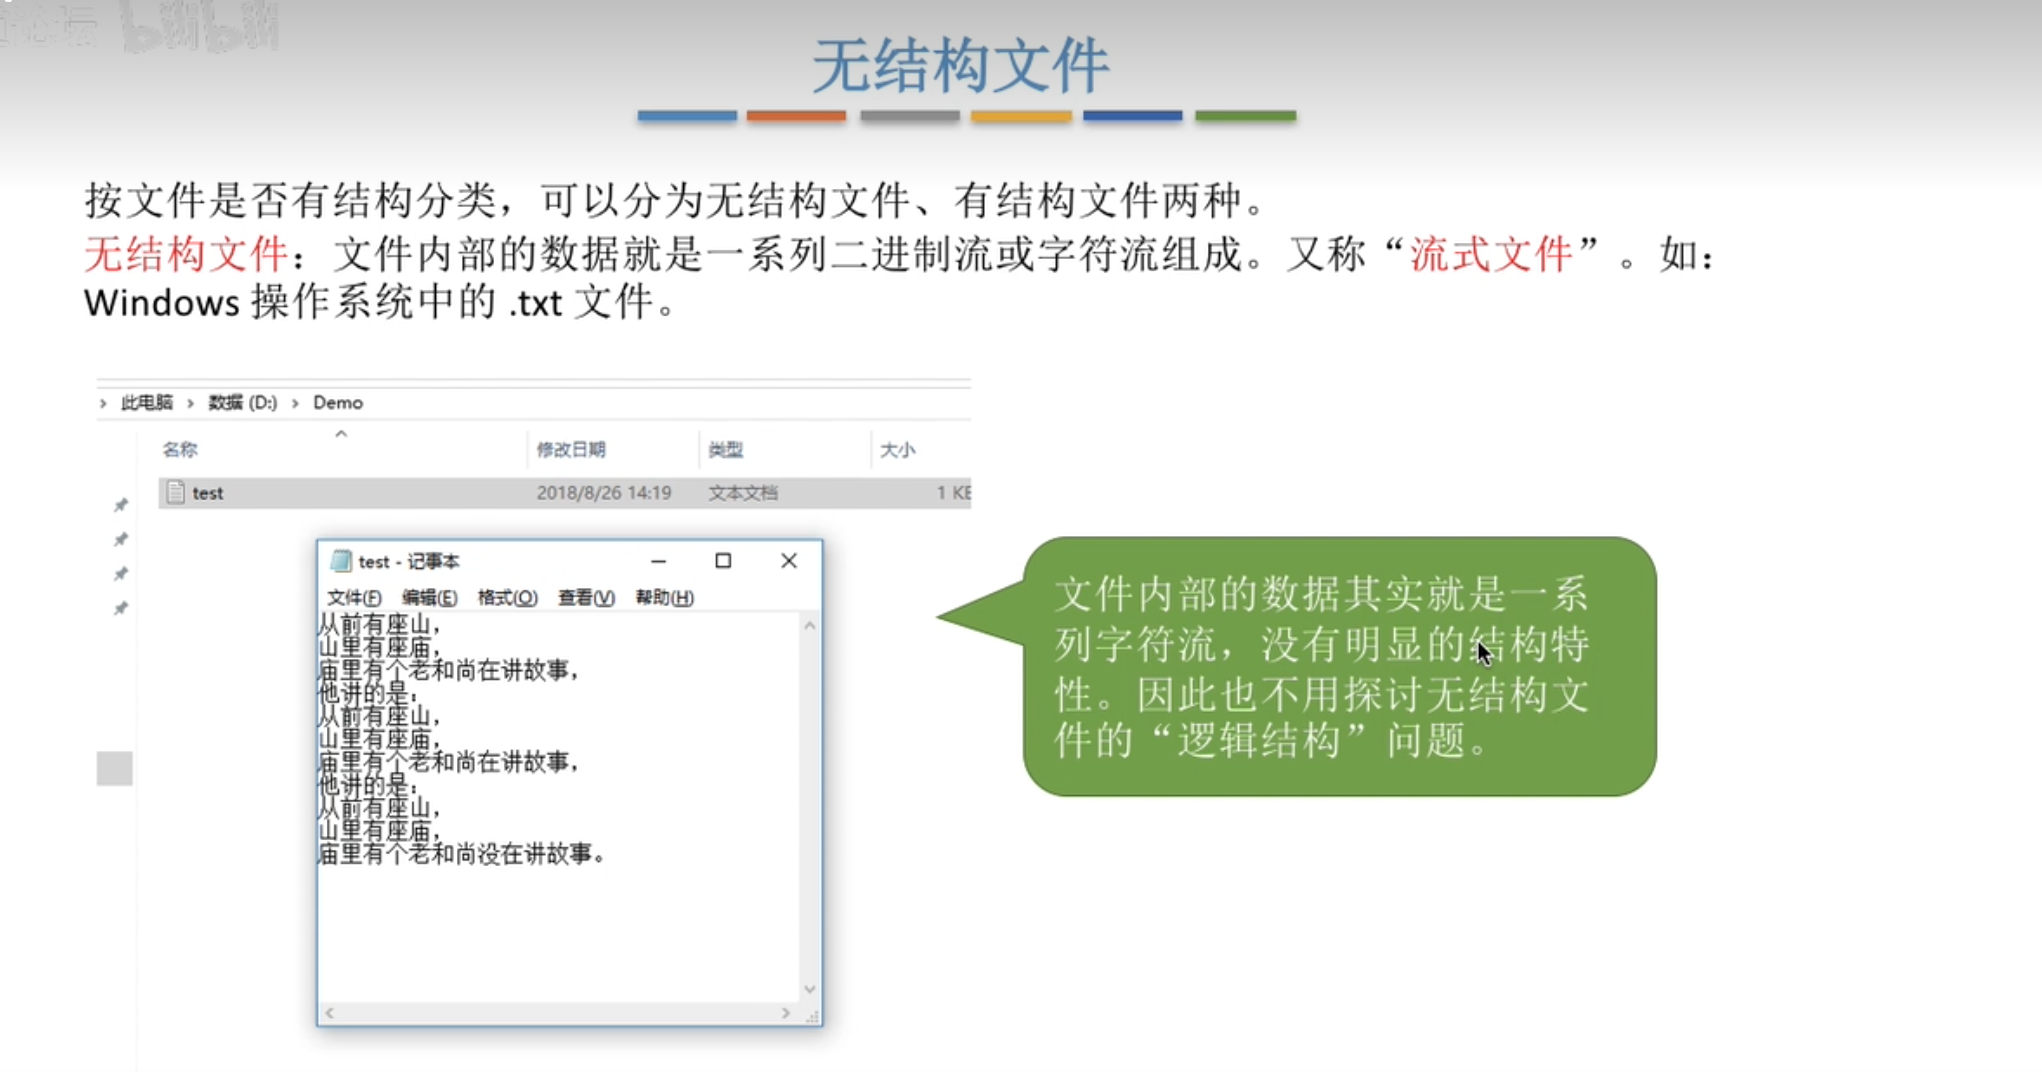 bilibili
无结构文件
按文件是否有结构分类，可以分为无结构文件、有结构文件两种。
无结构文件：文件内部的数据就是一系列二进制流或字符流组成。又称“流式文件”。如：
Windows 操作系统中的 .txt 文件。
› 此电脑 › 数据 (D:) › Demo
名称 修改日期 类型 大小
test 2018/8/26 14:19 文本文档 1 KB
test - 记事本
文件(F) 编辑(E) 格式(O) 查看(V) 帮助(H)
从前有座山，
山里有座庙，
庙里有个老和尚在讲故事，
他讲的是：
从前有座山，
山里有座庙，
庙里有个老和尚在讲故事，
他讲的是：
从前有座山，
山里有座庙，
庙里有个老和尚没在讲故事。
文件内部的数据其实就是一系
列字符流，没有明显的结构特
性。因此也不用探讨无结构文
件的“逻辑结构”问题。